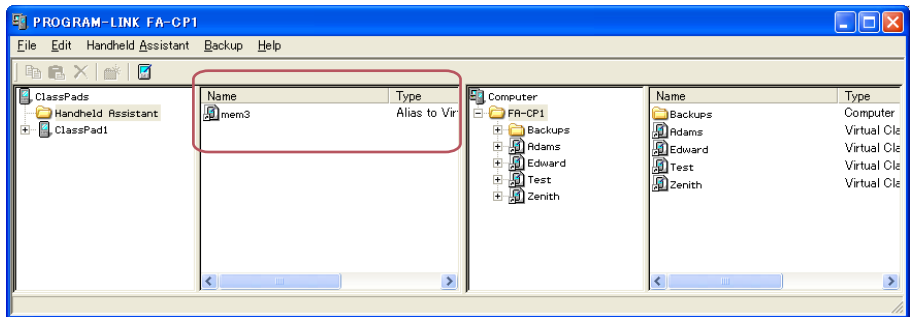 PROGRAM-LINK FA-CP1
File Edit Handheld Assistant Backup Help
ClassPads
Handheld Assistant
ClassPad1
Name Type
mem3 Alias to Vir
Computer
FA-CP1
Backups
Adams
Edward
Test
Zenith
Name Type
Backups Computer
Adams Virtual Cla
Edward Virtual Cla
Test Virtual Cla
Zenith Virtual Cla